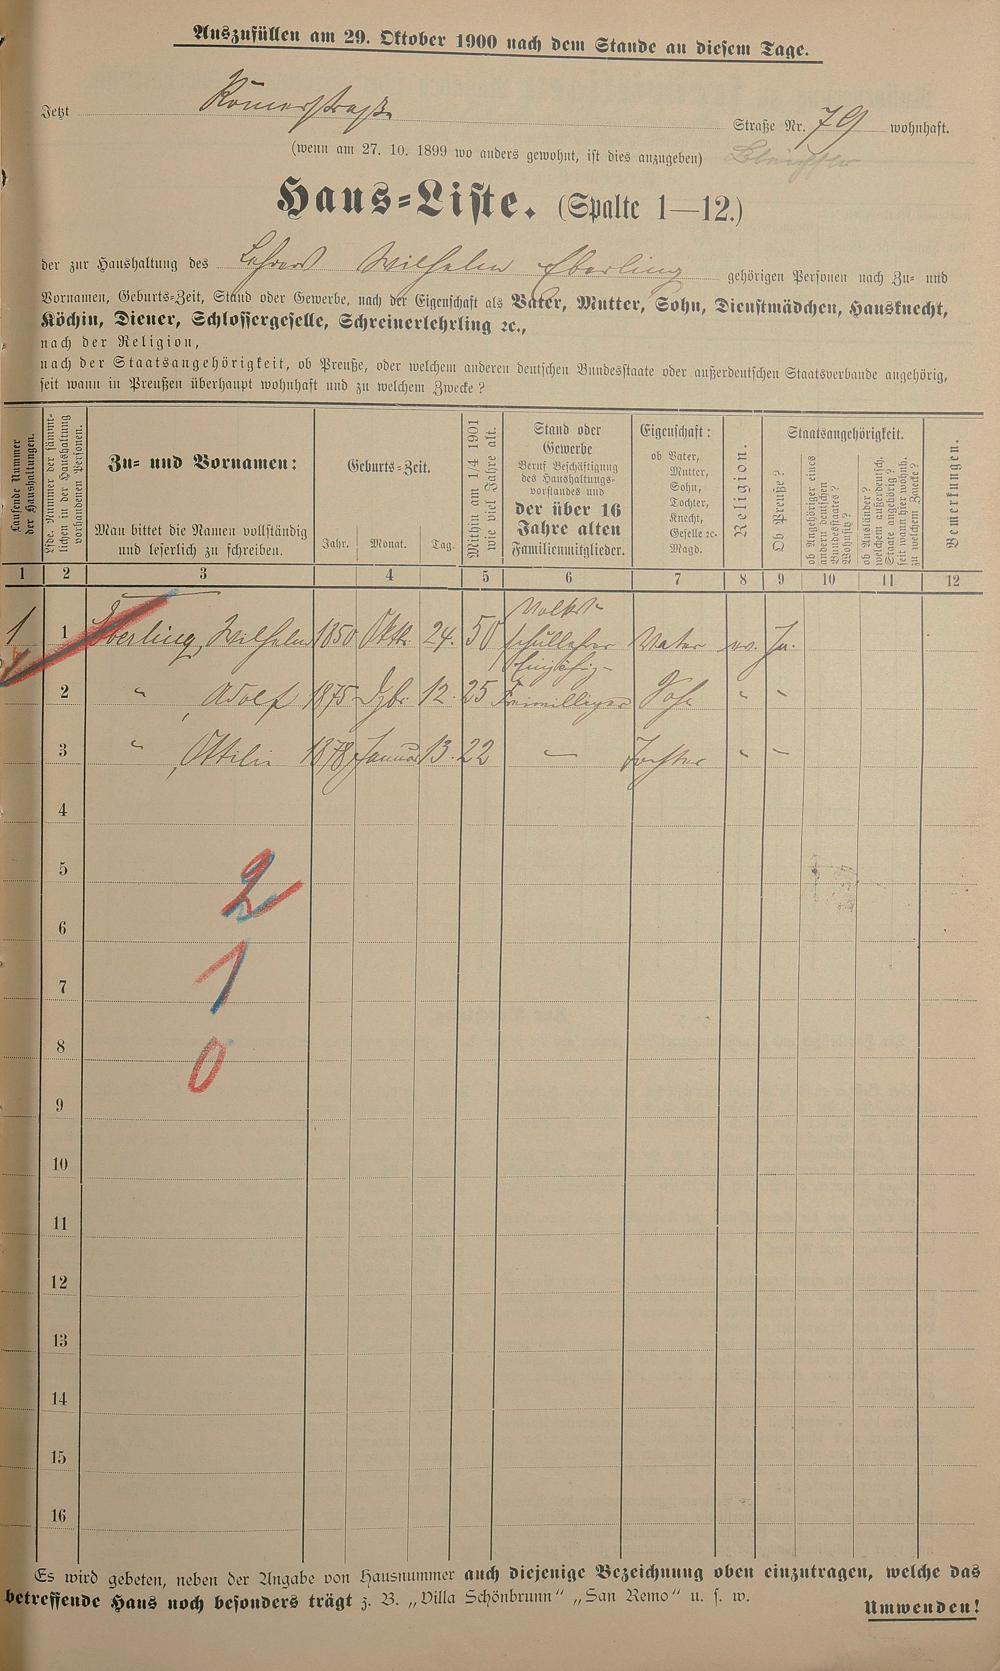 Auszufüllen am 29. Oktober 1900 nach dem Stande an diesem Tage.
Jetzt Römerstraße Straße Nr. 79 wohnhaft.
(wenn am 27. 10. 1899 wo anders gewohnt, ist dies anzugeben)
Haus-Liste. (Spalte 1—12.)
der zur Haushaltung des Lehrers Wilhelm Eberling gehörigen Personen nach Zu- und
Vornamen, Geburts-Zeit, Stand oder Gewerbe, nach der Eigenschaft als Vater, Mutter, Sohn, Dienstmädchen, Hausknecht,
Köchin, Diener, Schlossergeselle, Schreinerlehrling ꝛc.,
nach der Religion,
nach der Staatsangehörigkeit, ob Preuße, oder welchem anderen deutschen Bundesstaate oder außerdeutschen Staatsverbande angehörig,
seit wann in Preußen überhaupt wohnhaft und zu welchem Zwecke?
Laufende Nummer der Haushaltungen.
Lfde. Nummer der sämmtlichen in der Haushaltung vorhandenen Personen.
Zu- und Vornamen:
Man bittet die Namen vollständig
und leserlich zu schreiben.
Geburts-Zeit.
Jahr. Monat. Tag.
Mithin am 1/4 1901
wie viel Jahre alt.
Stand oder
Gewerbe
Beruf Beschäftigung
des Haushaltungs-
vorstandes und
der über 16
Jahre alten
Familienmitglieder.
Eigenschaft:
ob Vater,
Mutter,
Sohn,
Tochter,
Knecht,
Geselle ꝛc.
Magd.
Religion.
Staatsangehörigkeit.
Ob Preuße?
ob Angehöriger eines
andern deutschen
Bundesstaates?
Wohnsitz?
ob Ausländer?
welchem außerdeutsch.
Staate angehörig?
seit wann hier wohnh.
zu welchem Zwecke?
Bemerkungen.
1 2 3 4 5 6 7 8 9 10 11 12
1 1 Eberling, Wilhelm 1850 Oktb. 24. 50 Volks-
schullehrer Vater ev. Ja.
2 " , Adolf 1875 Dzbr. 12. 25 Einjährig-
Freiwilliger Sohn " "
3 " , Ottilie 1878 Januar 13. 22 — Tochter " "
4
5
2
6
7
1
8
0
9
10
11
12
13
14
15
16
Es wird gebeten, neben der Angabe von Hausnummer auch diejenige Bezeichnung oben einzutragen, welche das
betreffende Haus noch besonders trägt z. B. „Villa Schönbrunn“ „San Remo“ u. s. w.
Umwenden!